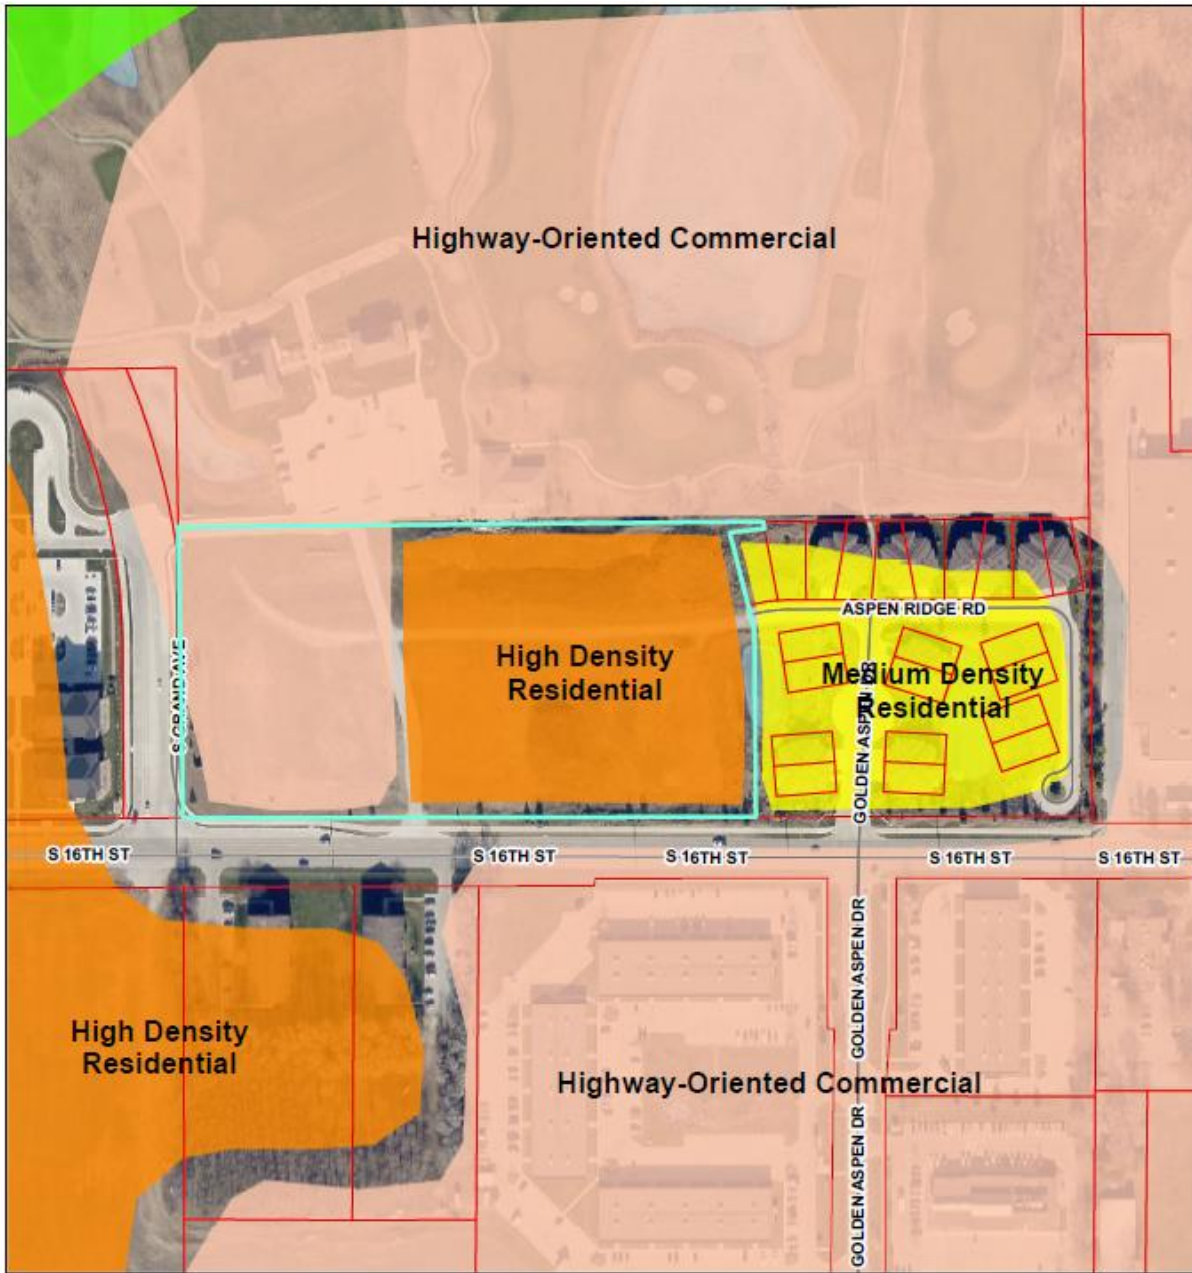 Highway-Oriented Commercial
ASPEN RIDGE RD
High Density
Residential
Medium Density
Residential
S GRAND AVE
GOLDEN ASPEN DR
S 16TH ST
S 16TH ST
S 16TH ST
S 16TH ST
S 16TH ST
GOLDEN ASPEN DR
High Density
Residential
Highway-Oriented Commercial
GOLDEN ASPEN DR